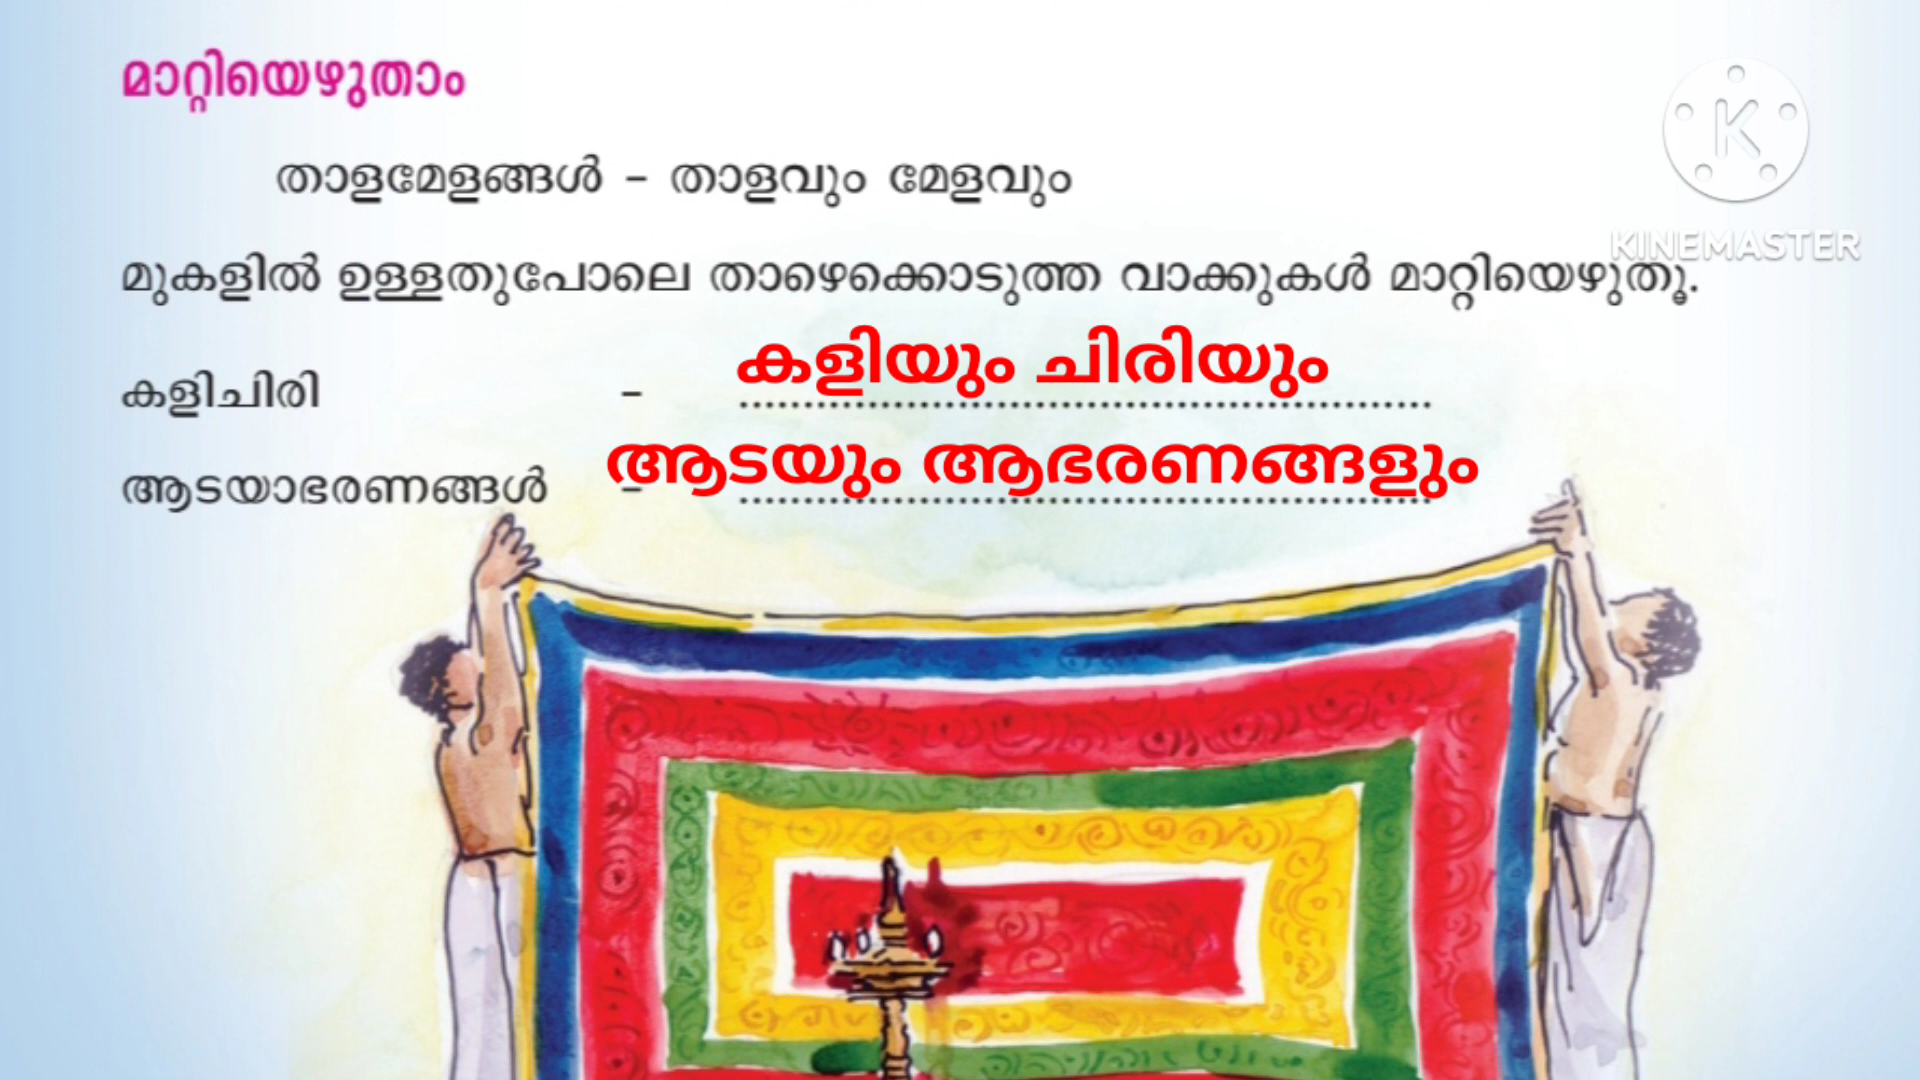 മാറ്റിയെഴുതാം
താളമേളങ്ങൾ - താളവും മേളവും
മുകളിൽ ഉള്ളതുപോലെ താഴെക്കൊടുത്ത വാക്കുകൾ മാറ്റിയെഴുതൂ.
കളിചിരി - കളിയും ചിരിയും
ആടയാഭരണങ്ങൾ - ആടയും ആഭരണങ്ങളും
K
KINEMASTER